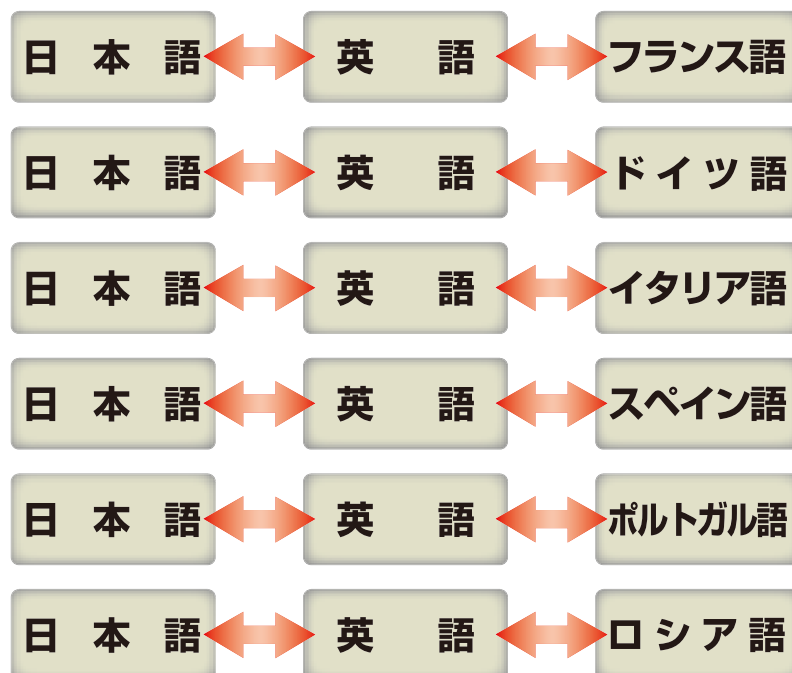 日本語 英語 フランス語
日本語 英語 ドイツ語
日本語 英語 イタリア語
日本語 英語 スペイン語
日本語 英語 ポルトガル語
日本語 英語 ロシア語